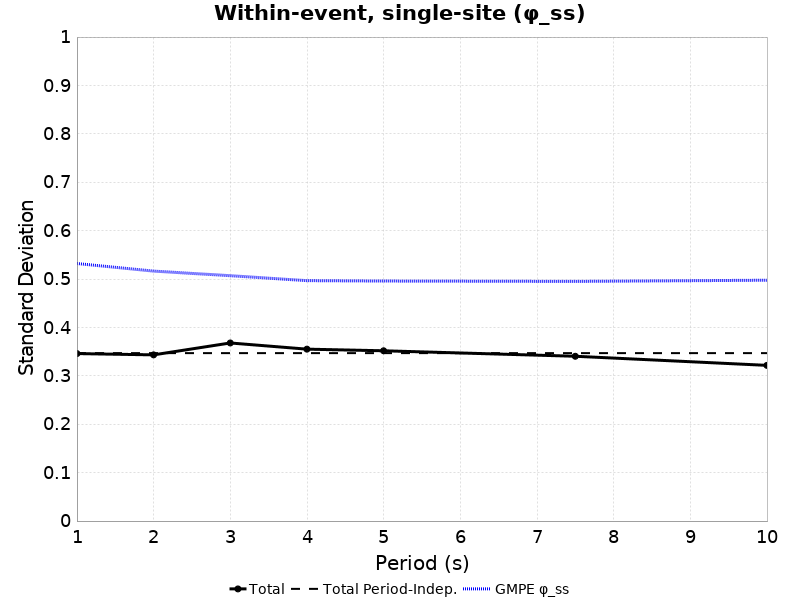 Within-event, single-site (φ_ss)
1
0.9
0.8
0.7
0.6
0.5
0.4
0.3
0.2
0.1
0
Standard Deviation
1 2 3 4 5 6 7 8 9 10
Period (s)
Total Total Period-Indep. GMPE φ_ss